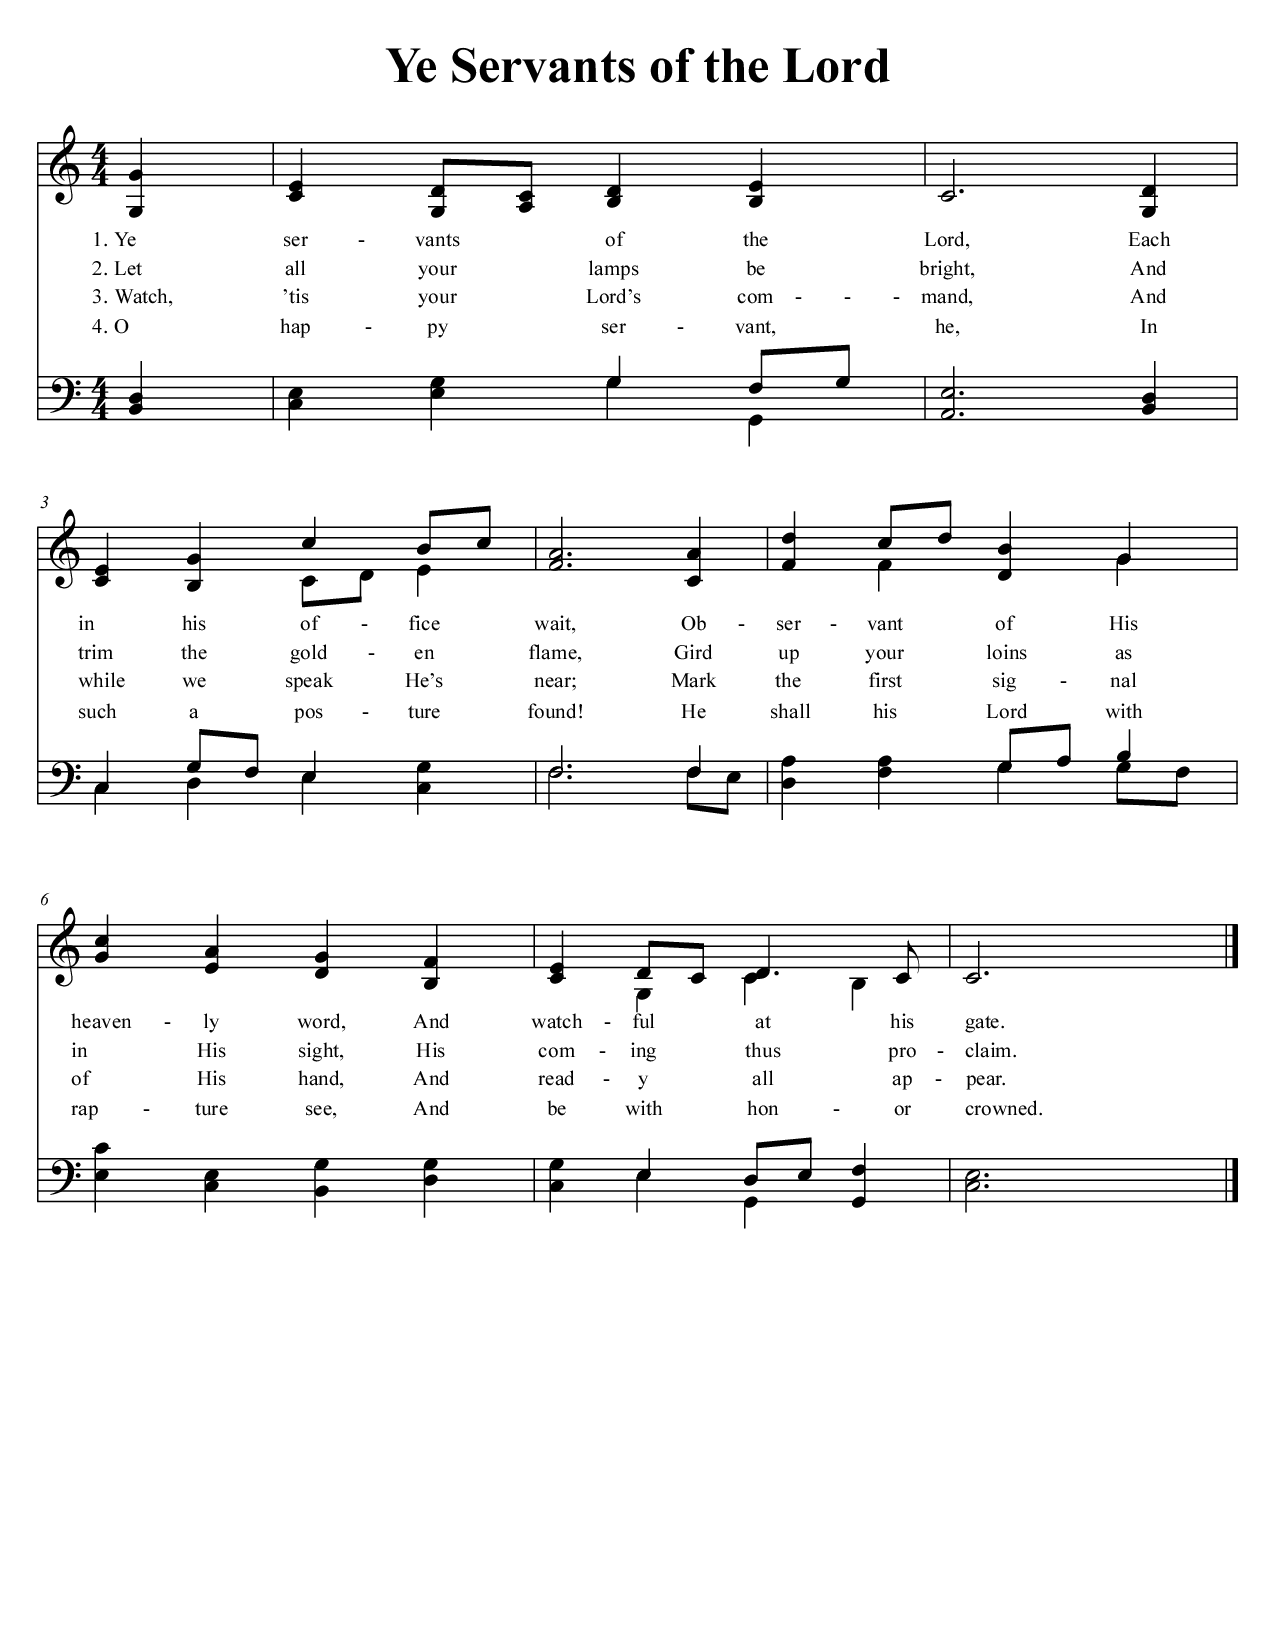 Ye Servants of the Lord
4 4
1. Ye ser - vants of the Lord, Each
2. Let all your lamps be bright, And
3. Watch, ’tis your Lord’s com - - mand, And
4. O hap - py ser - vant, he, In
4 4
3
in his of - fice wait, Ob - ser - vant of His
trim the gold - en flame, Gird up your loins as
while we speak He’s near; Mark the first sig - nal
such a pos - ture found! He shall his Lord with
6
heaven - ly word, And watch - ful at his gate.
in His sight, His com - ing thus pro - claim.
of His hand, And read - y all ap - pear.
rap - ture see, And be with hon - or crowned.